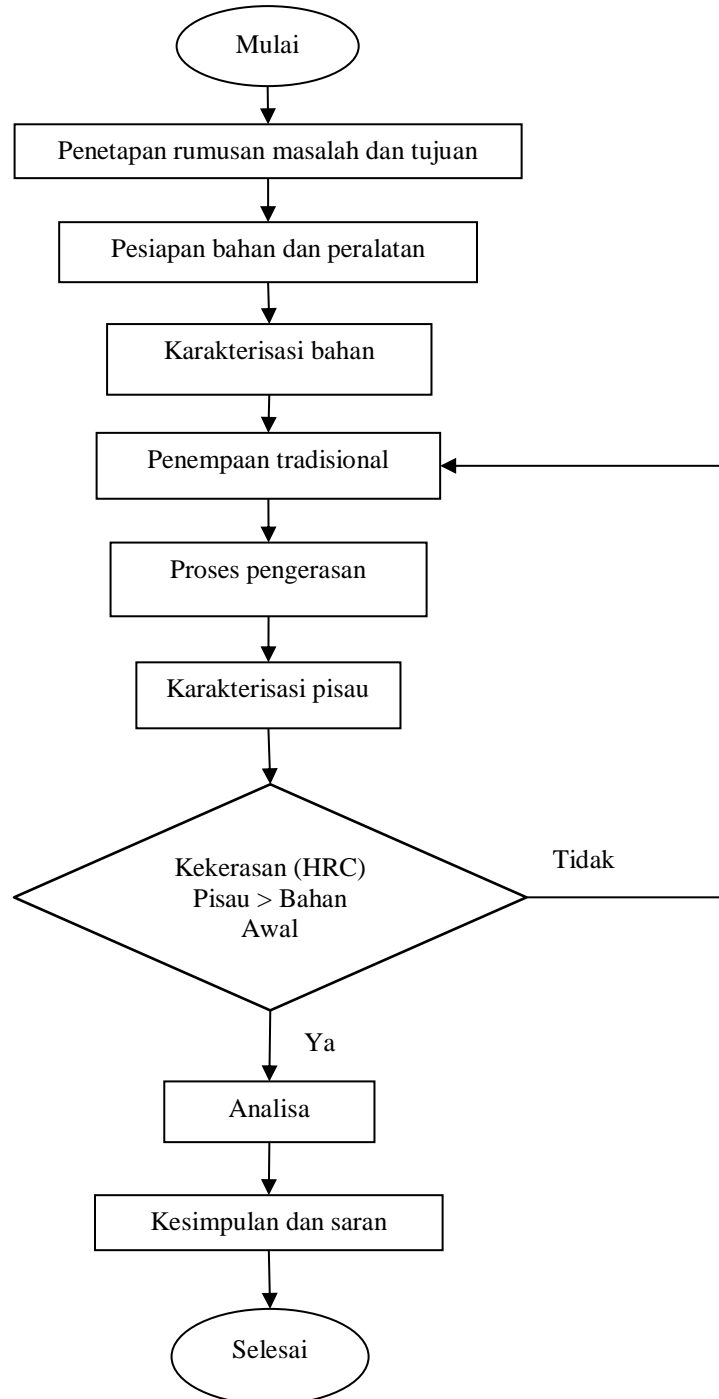 Mulai
Penetapan rumusan masalah dan tujuan
Pesiapan bahan dan peralatan
Karakterisasi bahan
Penempaan tradisional
Proses pengerasan
Karakterisasi pisau
Kekerasan (HRC)
Pisau > Bahan
Awal
Tidak
Ya
Analisa
Kesimpulan dan saran
Selesai